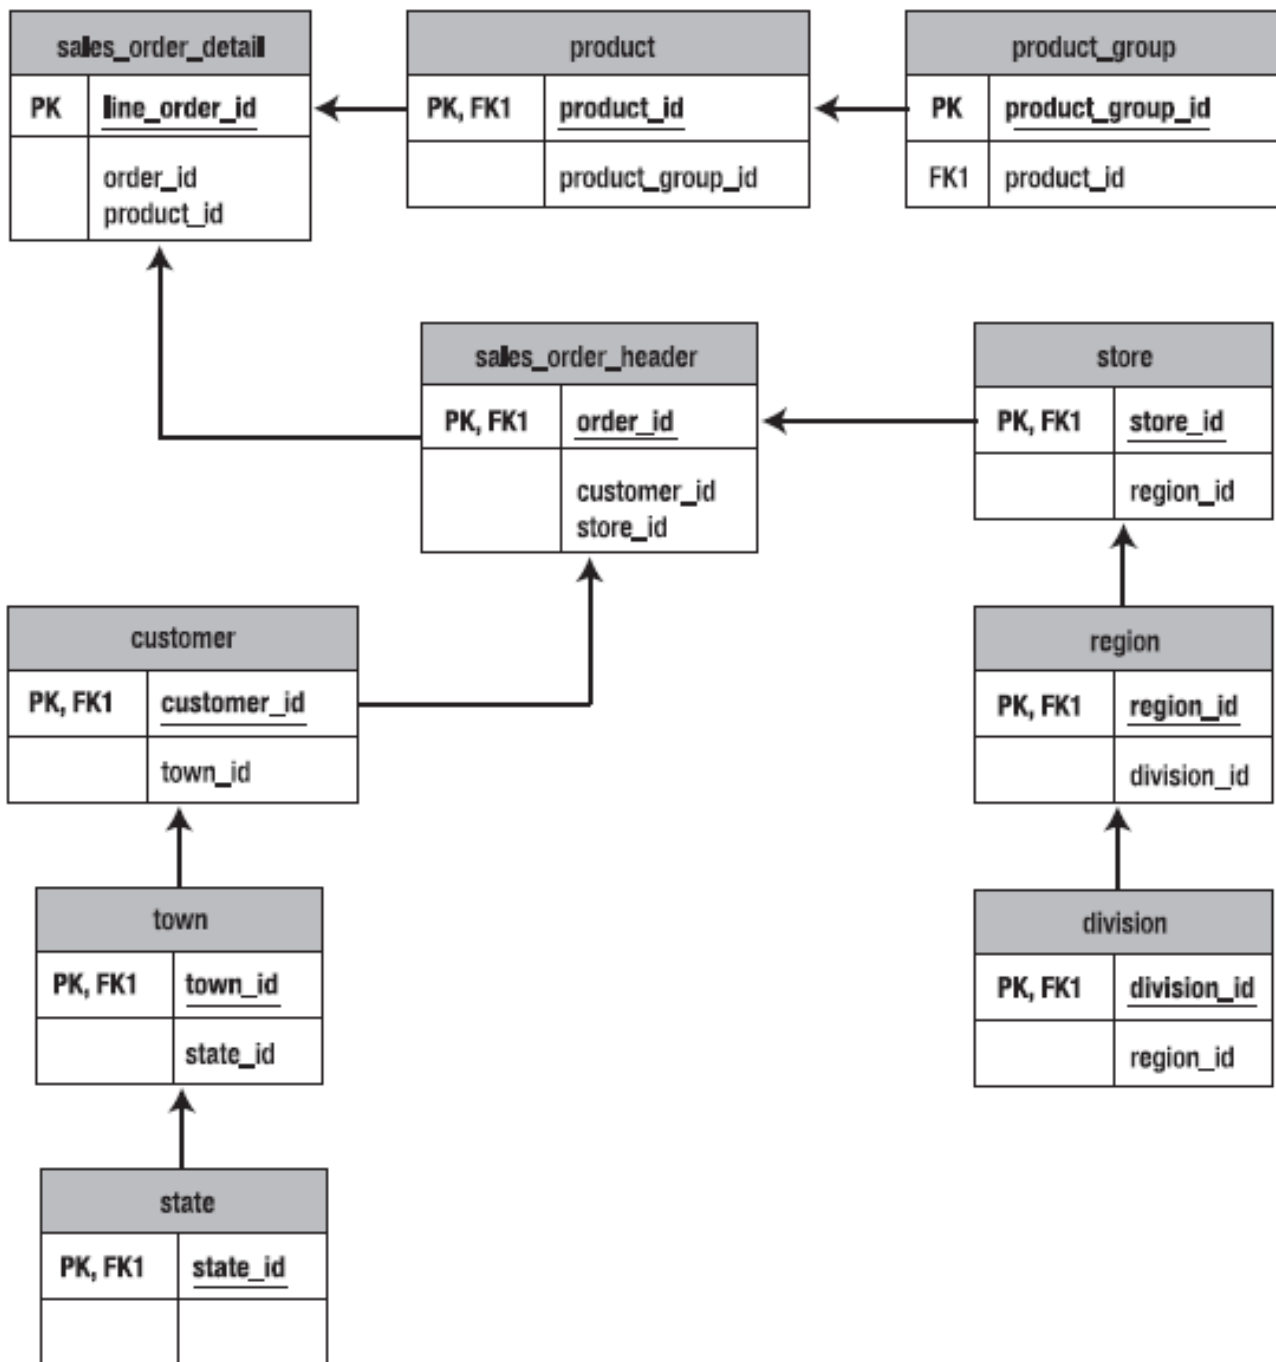 sales_order_detail
PK line_order_id
order_id
product_id
product
PK, FK1 product_id
product_group_id
product_group
PK product_group_id
FK1 product_id
sales_order_header
PK, FK1 order_id
customer_id
store_id
store
PK, FK1 store_id
region_id
customer
PK, FK1 customer_id
town_id
region
PK, FK1 region_id
division_id
town
PK, FK1 town_id
state_id
division
PK, FK1 division_id
region_id
state
PK, FK1 state_id